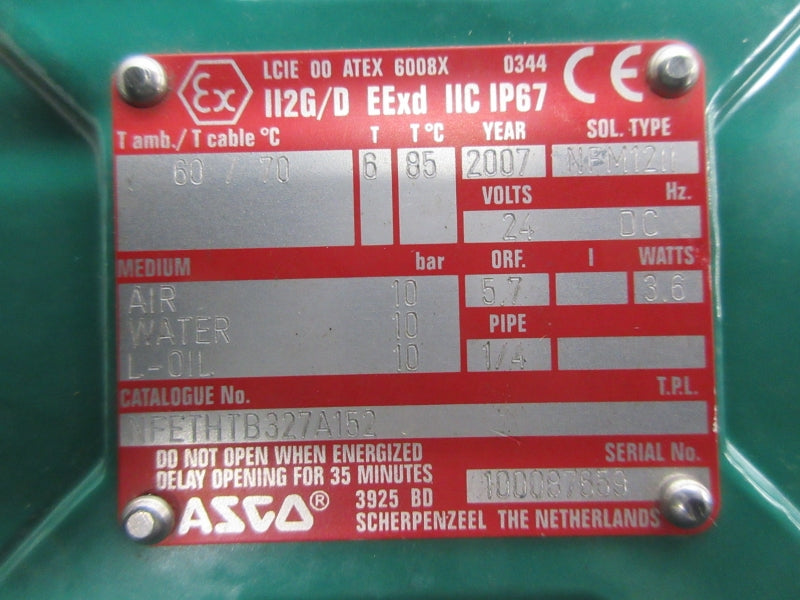 LCIE 00 ATEX 6008X 0344 CE
Ex II2G/D EExd IIC IP67
T amb./ T cable °C T T°C YEAR SOL. TYPE
60 / 70 6 85 2007
VOLTS Hz.
24 DC
MEDIUM bar ORF. I WATTS
AIR 10 5.7 3.6
WATER 10 PIPE
L-OIL 10 1/4
CATALOGUE No. T.P.L.
NFETHTB327A152
DO NOT OPEN WHEN ENERGIZED SERIAL No.
DELAY OPENING FOR 35 MINUTES 100087659
ASCO® 3925 BD
SCHERPENZEEL THE NETHERLANDS